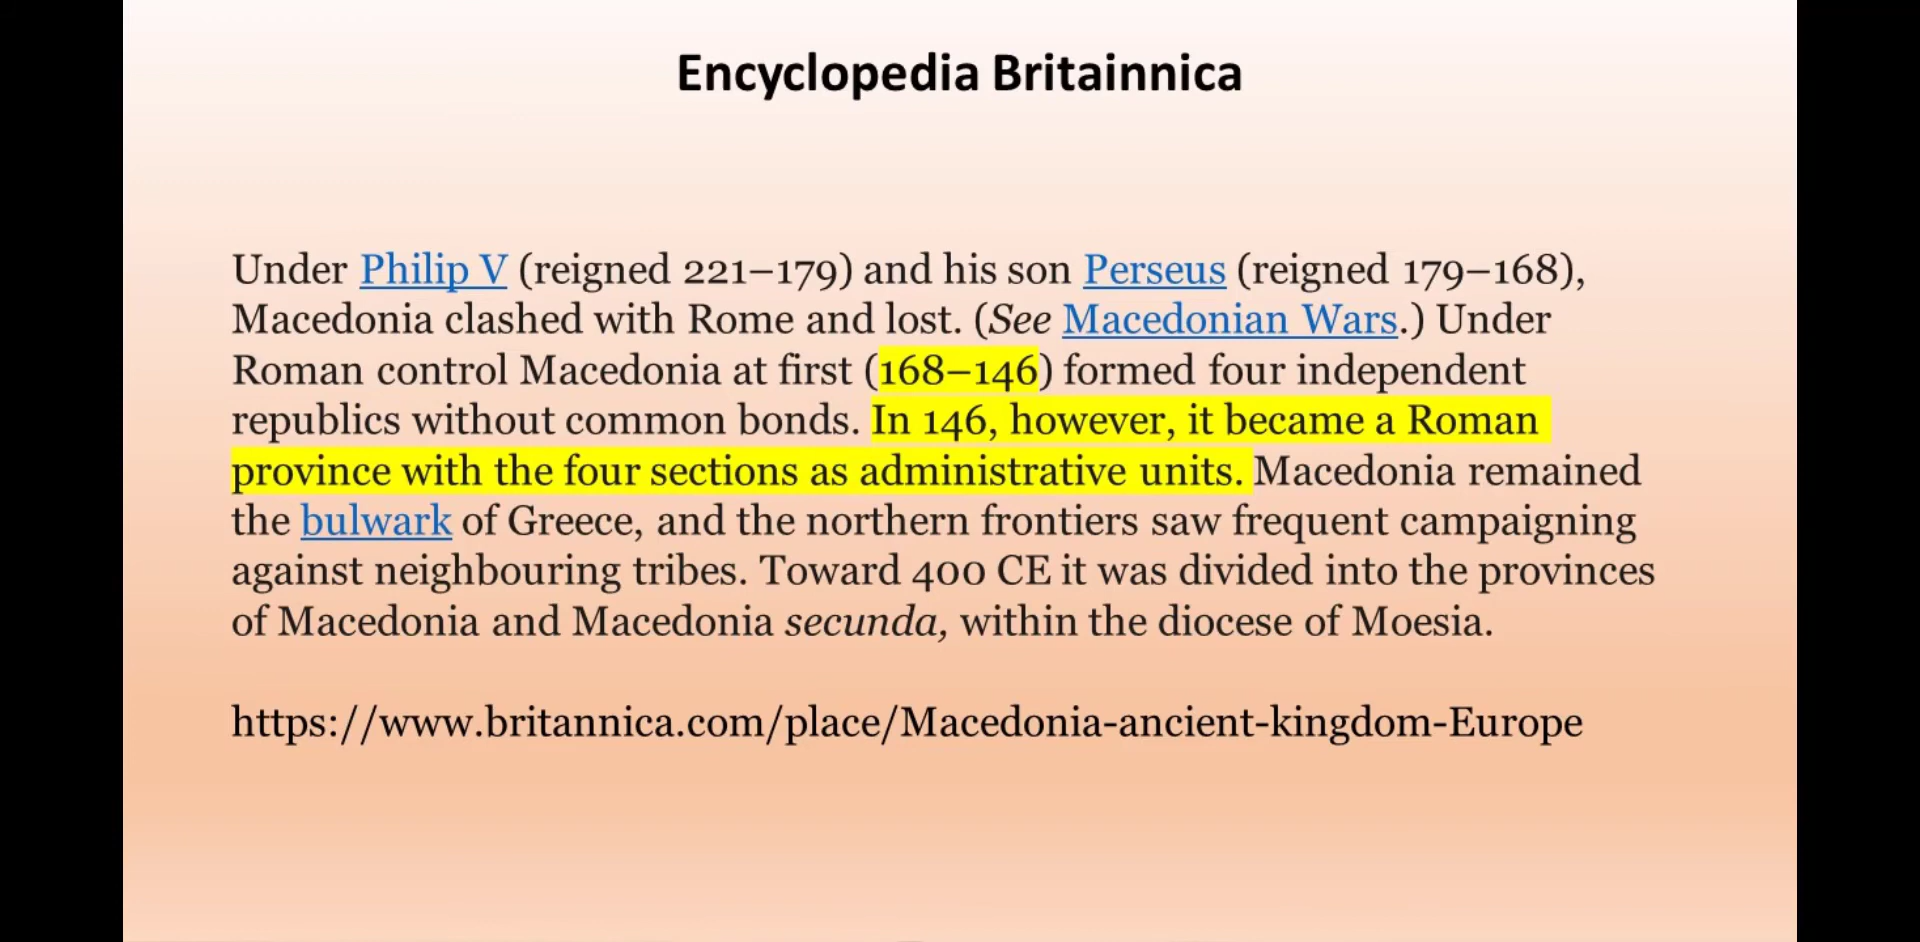 Encyclopedia Britainnica
Under Philip V (reigned 221–179) and his son Perseus (reigned 179–168),
Macedonia clashed with Rome and lost. (See Macedonian Wars.) Under
Roman control Macedonia at first (168–146) formed four independent
republics without common bonds. In 146, however, it became a Roman
province with the four sections as administrative units. Macedonia remained
the bulwark of Greece, and the northern frontiers saw frequent campaigning
against neighbouring tribes. Toward 400 CE it was divided into the provinces
of Macedonia and Macedonia secunda, within the diocese of Moesia.
https://www.britannica.com/place/Macedonia-ancient-kingdom-Europe